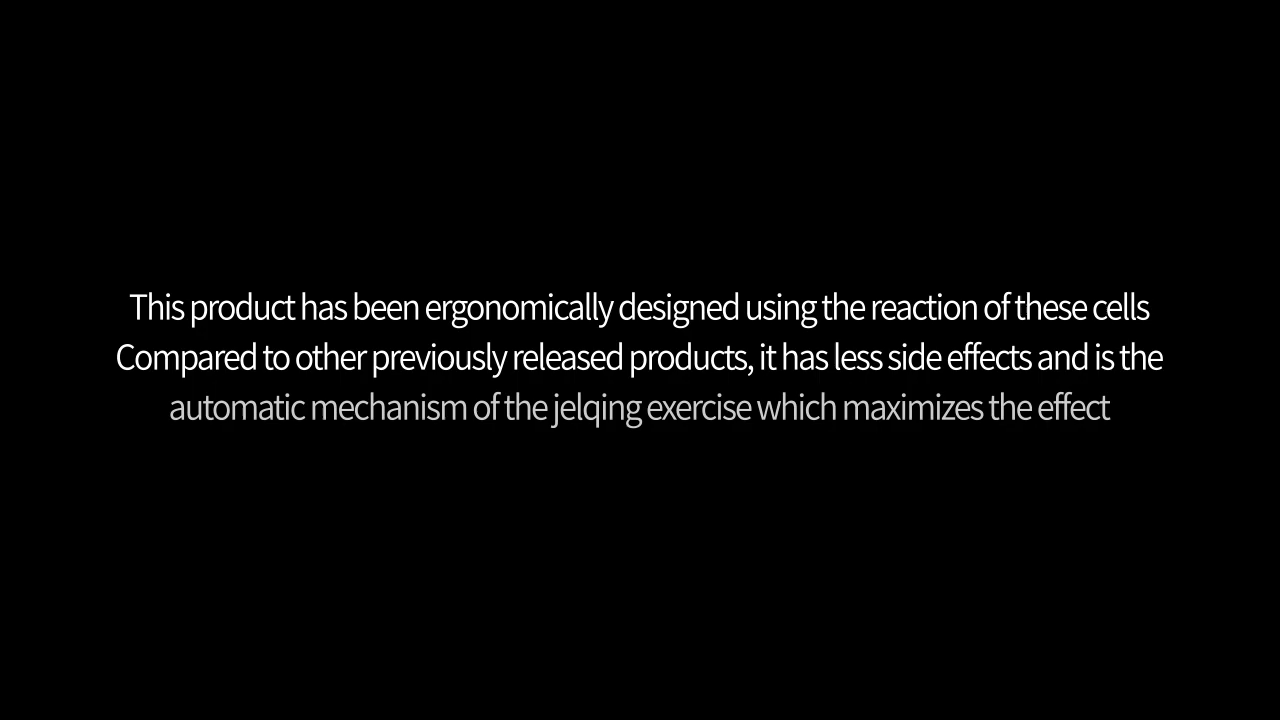 This product has been ergonomically designed using the reaction of these cells
Compared to other previously released products, it has less side effects and is the
automatic mechanism of the jelqing exercise which maximizes the effect